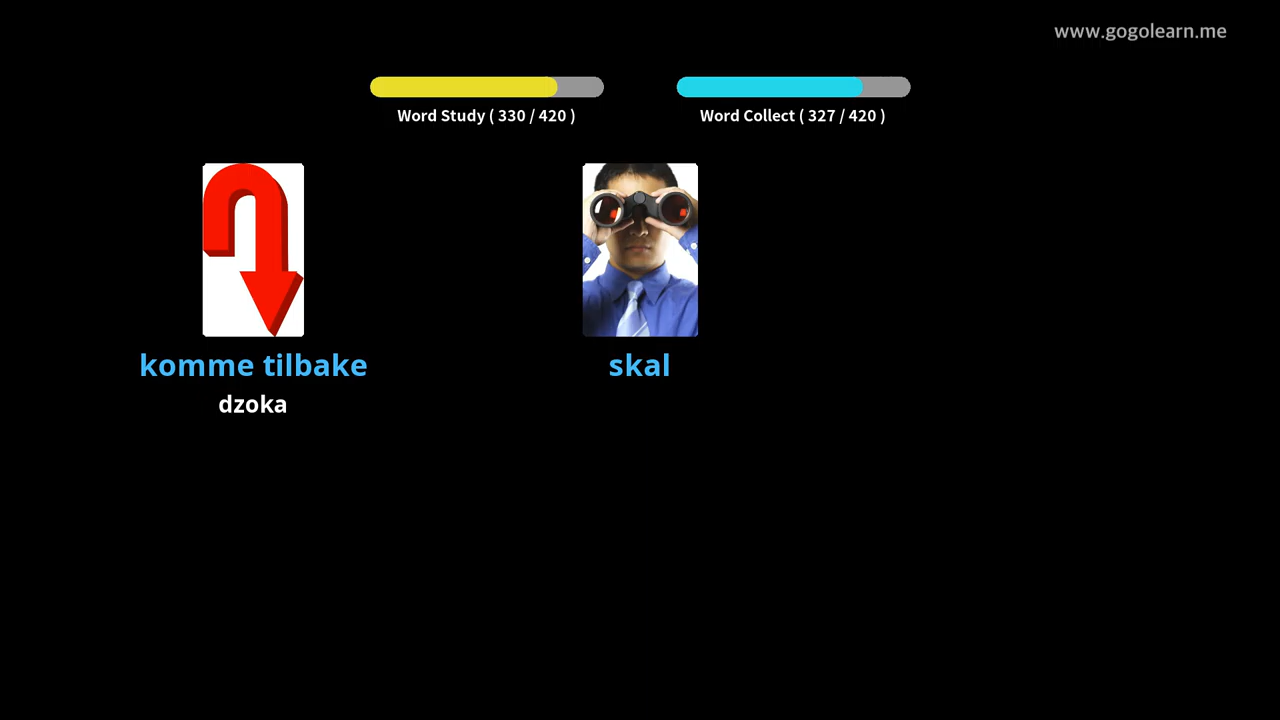 www.gogolearn.me
Word Study ( 330 / 420 )
Word Collect ( 327 / 420 )
komme tilbake
skal
dzoka